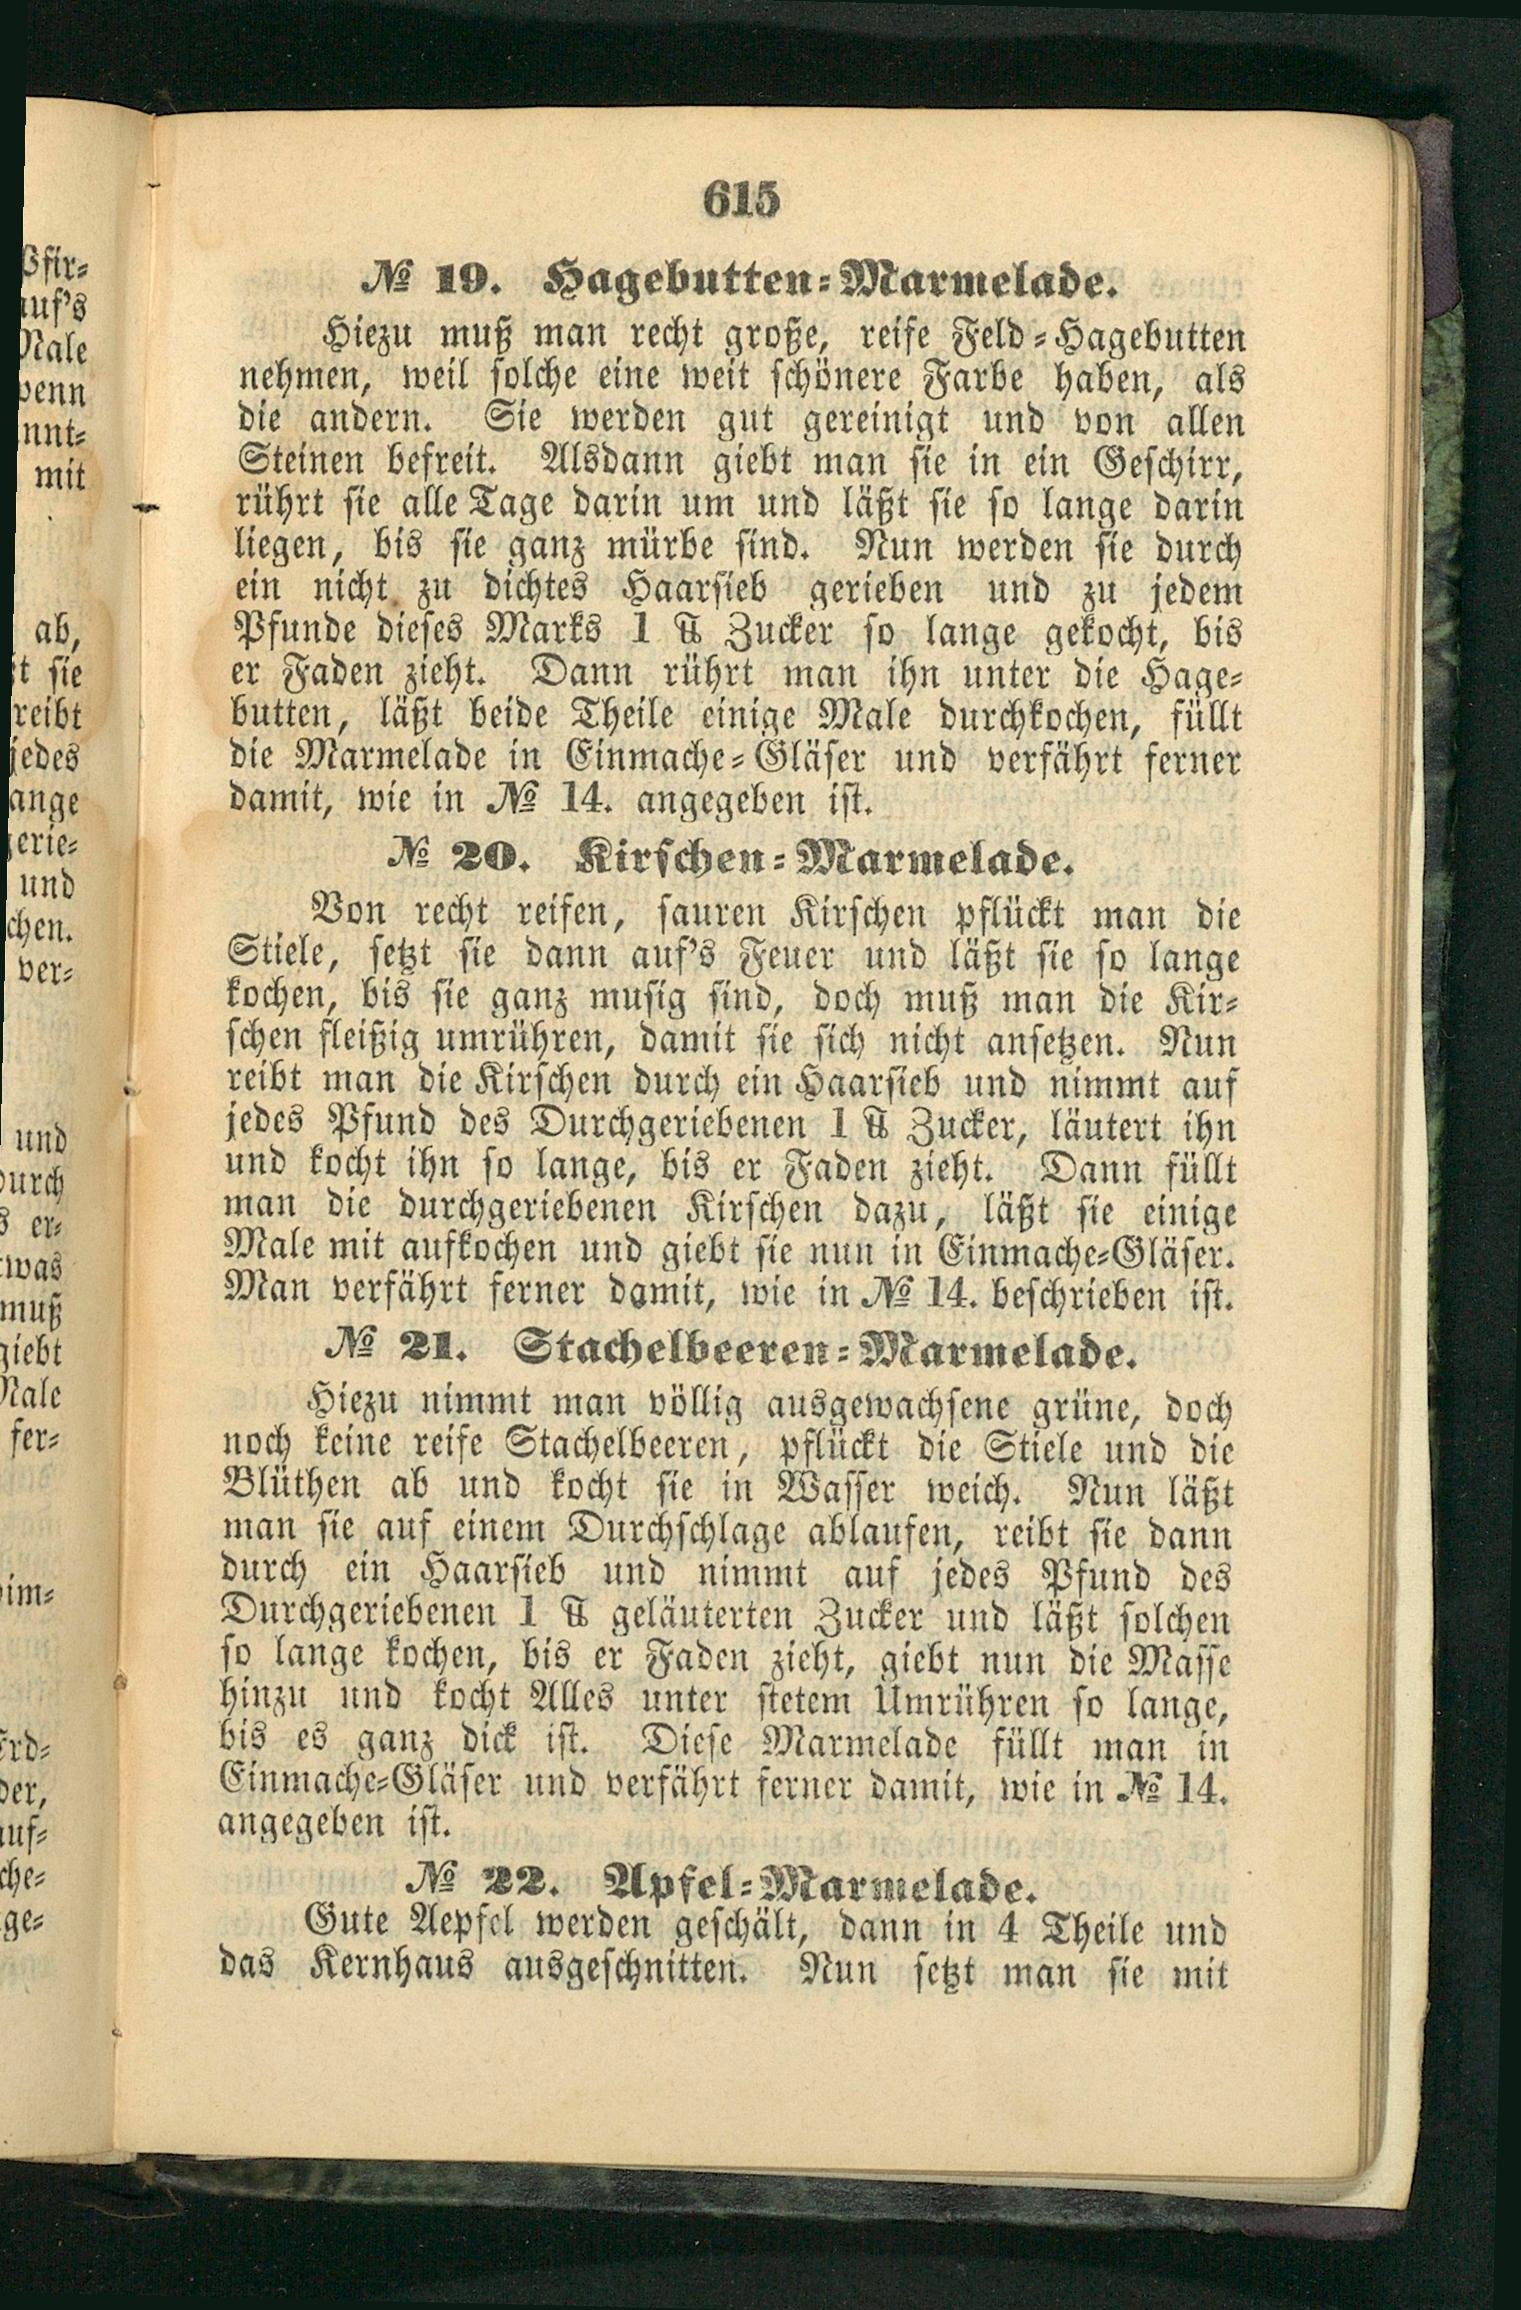 615
№ 19. Hagebutten-Marmelade.
Hiezu muß man recht große, reife Feld-Hagebutten
nehmen, weil solche eine weit schönere Farbe haben, als
die andern. Sie werden gut gereinigt und von allen
Steinen befreit. Alsdann giebt man sie in ein Geschirr,
rührt sie alle Tage darin um und läßt sie so lange darin
liegen, bis sie ganz mürbe sind. Nun werden sie durch
ein nicht zu dichtes Haarsieb gerieben und zu jedem
Pfunde dieses Marks 1 ℔ Zucker so lange gekocht, bis
er Faden zieht. Dann rührt man ihn unter die Hage-
butten, läßt beide Theile einige Male durchkochen, füllt
die Marmelade in Einmache-Gläser und verfährt ferner
damit, wie in № 14. angegeben ist.
№ 20. Kirschen-Marmelade.
Von recht reifen, sauren Kirschen pflückt man die
Stiele, setzt sie dann auf's Feuer und läßt sie so lange
kochen, bis sie ganz musig sind, doch muß man die Kir-
schen fleißig umrühren, damit sie sich nicht ansetzen. Nun
reibt man die Kirschen durch ein Haarsieb und nimmt auf
jedes Pfund des Durchgeriebenen 1 ℔ Zucker, läutert ihn
und kocht ihn so lange, bis er Faden zieht. Dann füllt
man die durchgeriebenen Kirschen dazu, läßt sie einige
Male mit aufkochen und giebt sie nun in Einmache-Gläser.
Man verfährt ferner damit, wie in № 14. beschrieben ist.
№ 21. Stachelbeeren-Marmelade.
Hiezu nimmt man völlig ausgewachsene grüne, doch
noch keine reife Stachelbeeren, pflückt die Stiele und die
Blüthen ab und kocht sie in Wasser weich. Nun läßt
man sie auf einem Durchschlage ablaufen, reibt sie dann
durch ein Haarsieb und nimmt auf jedes Pfund des
Durchgeriebenen 1 ℔ geläuterten Zucker und läßt solchen
so lange kochen, bis er Faden zieht, giebt nun die Masse
hinzu und kocht Alles unter stetem Umrühren so lange,
bis es ganz dick ist. Diese Marmelade füllt man in
Einmache-Gläser und verfährt ferner damit, wie in № 14.
angegeben ist.
№ 22. Apfel-Marmelade.
Gute Aepfel werden geschält, dann in 4 Theile und
das Kernhaus ausgeschnitten. Nun setzt man sie mit